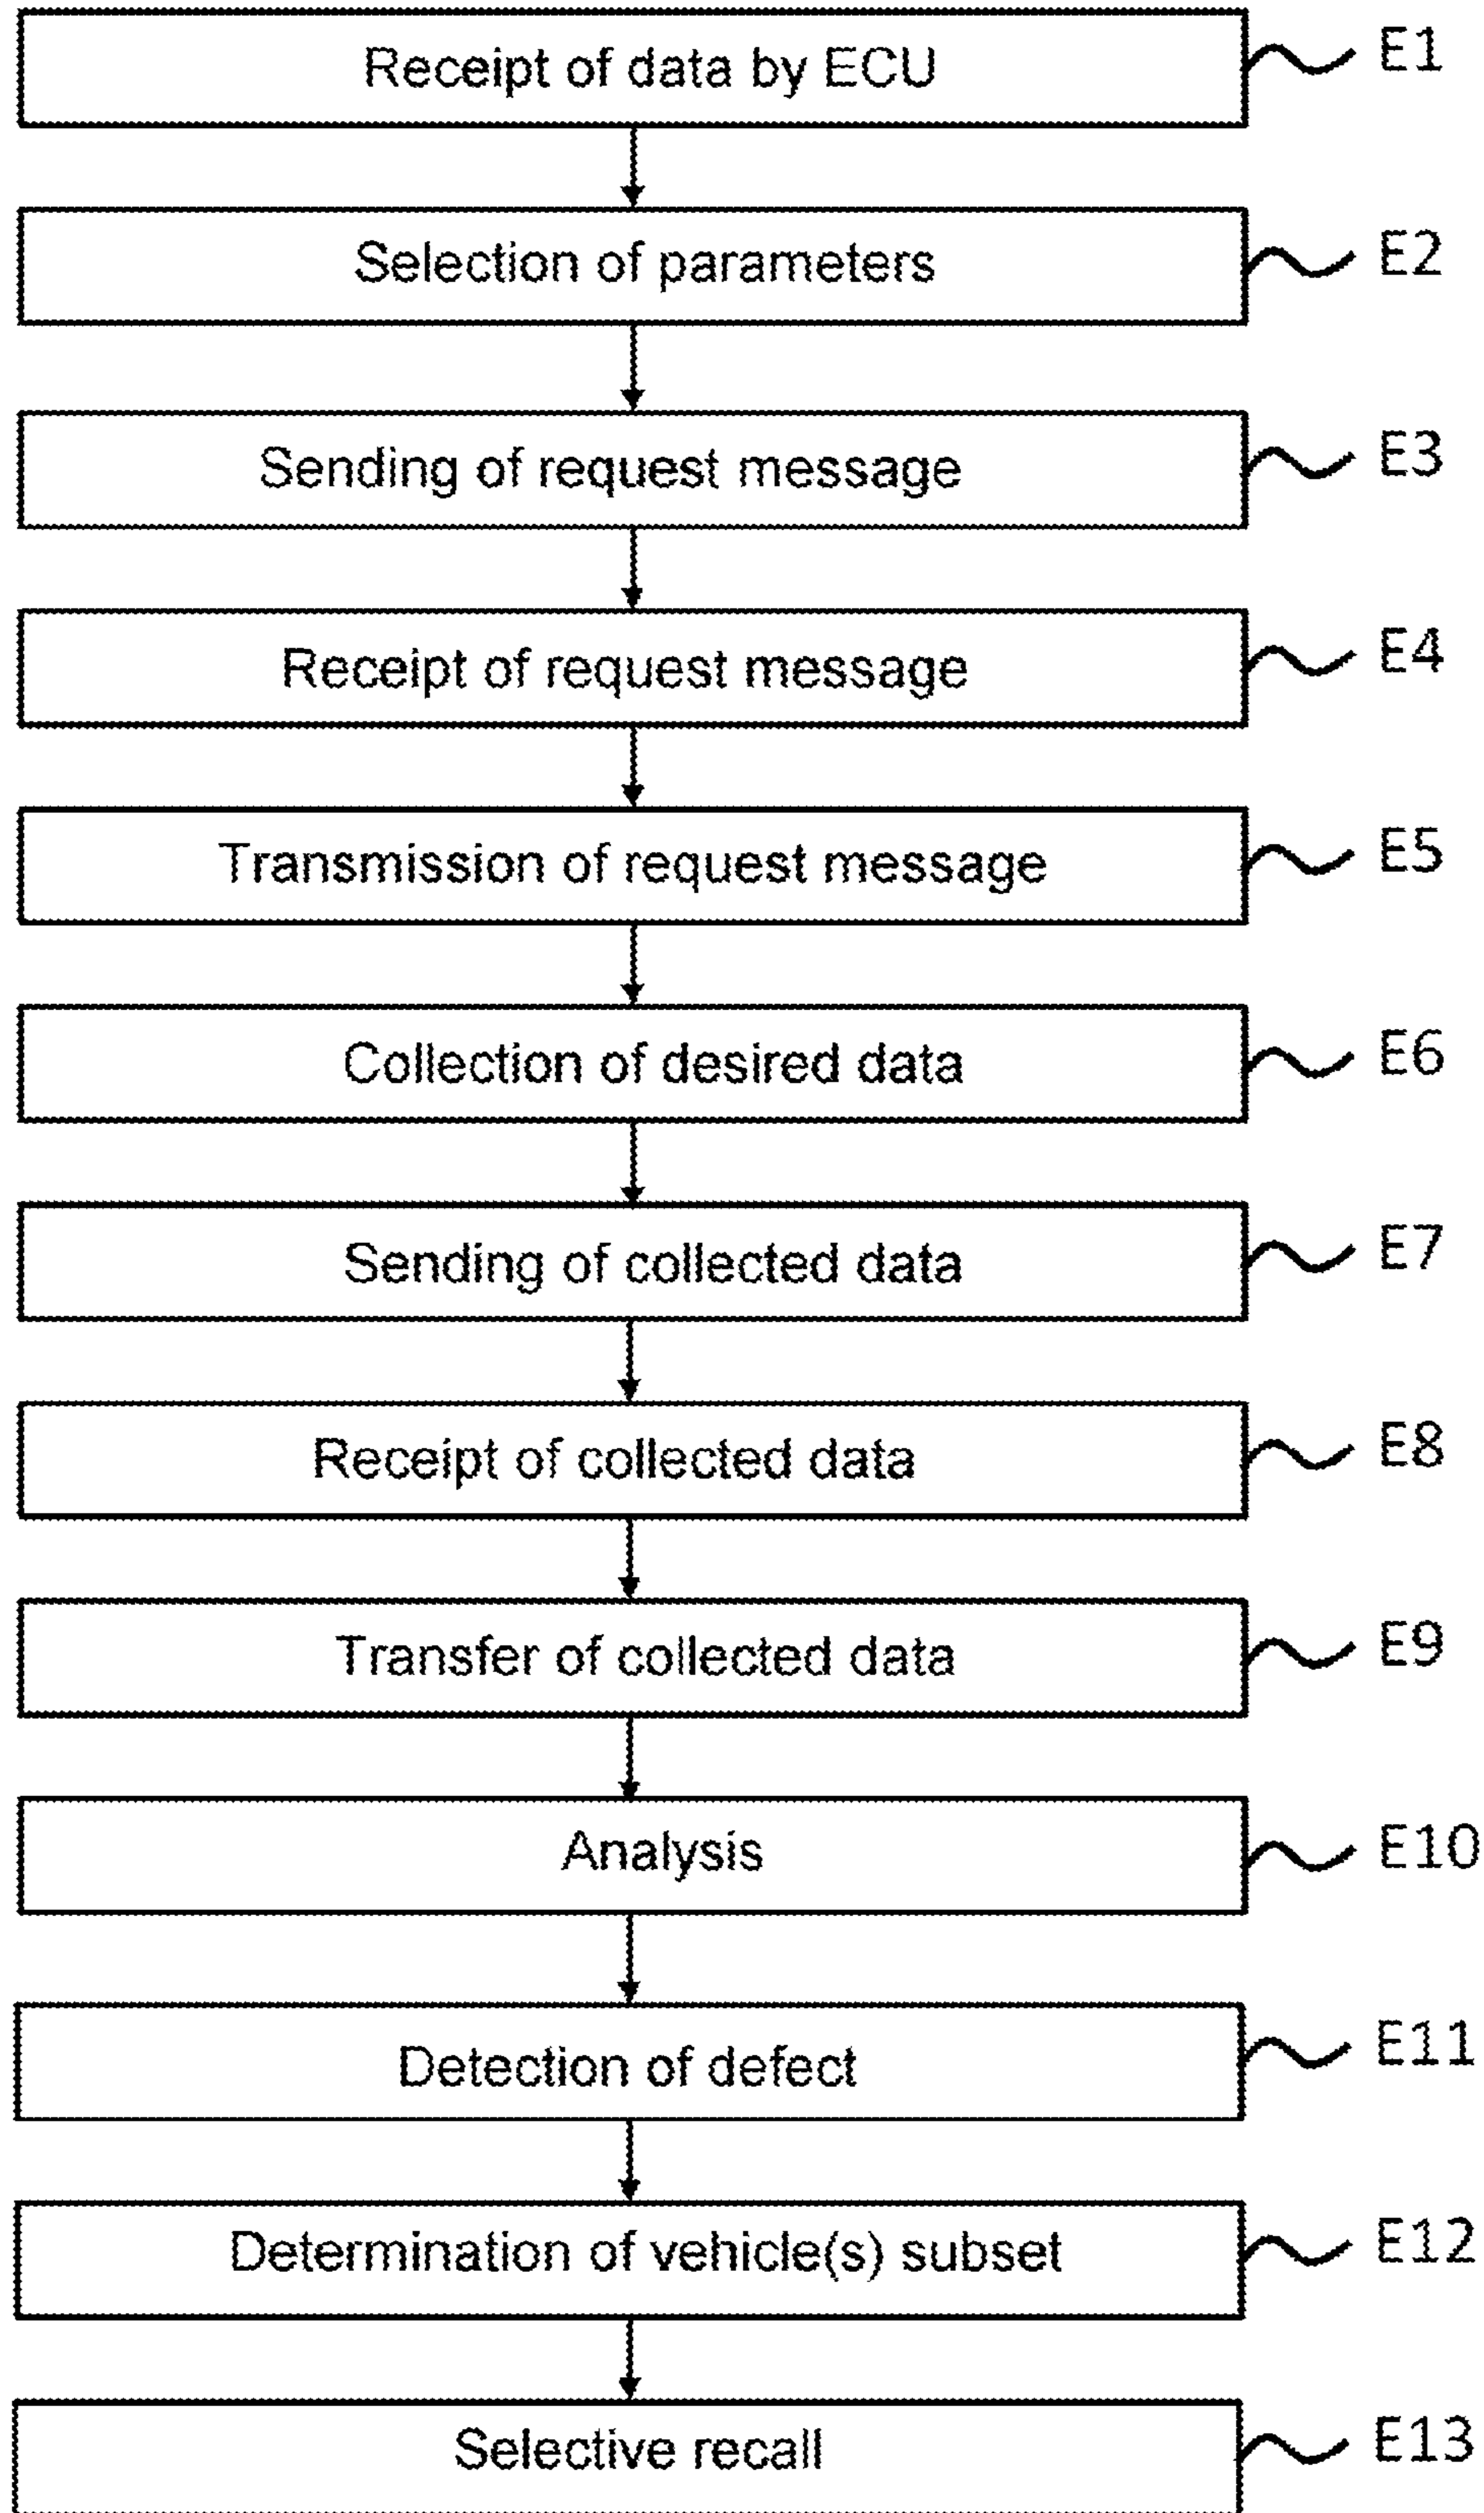 Receipt of data by ECU E1
Selection of parameters E2
Sending of request message E3
Receipt of request message E4
Transmission of request message E5
Collection of desired data E6
Sending of collected data E7
Receipt of collected data E8
Transfer of collected data E9
Analysis E10
Detection of defect E11
Determination of vehicle(s) subset E12
Selective recall E13